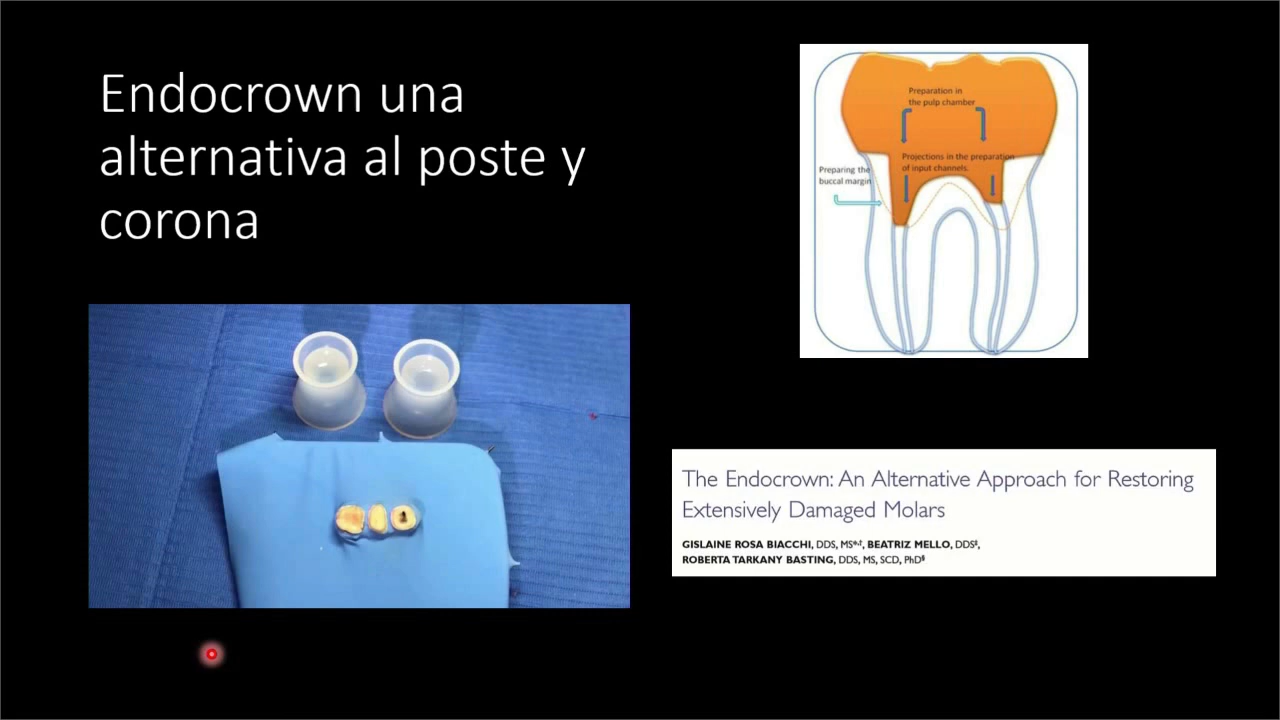 Endocrown una
alternativa al poste y
corona
Preparation in
the pulp chamber
Projections in the preparation
of input channels.
Preparing the
buccal margin
The Endocrown: An Alternative Approach for Restoring
Extensively Damaged Molars
GISLAINE ROSA BIACCHI, DDS, MS*,†, BEATRIZ MELLO, DDS‡,
ROBERTA TARKANY BASTING, DDS, MS, SCD, PhD§